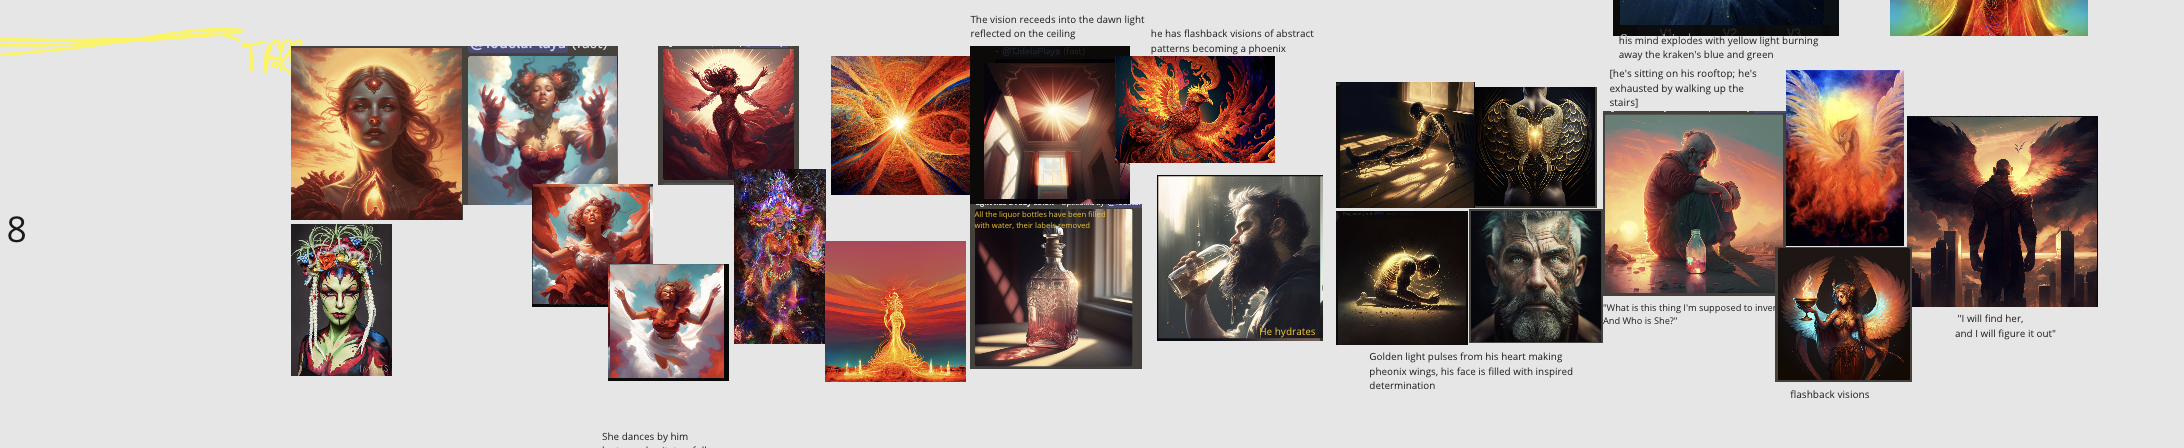 8
The vision receeds into the dawn light
reflected on the ceiling
he has flashback visions of abstract
patterns becoming a phoenix
All the liquor bottles have been filled
with water, their labels removed
He hydrates
Golden light pulses from his heart making
pheonix wings, his face is filled with inspired
determination
his mind explodes with yellow light burning
away the kraken's blue and green
[he's sitting on his rooftop; he's
exhausted by walking up the
stairs]
"What is this thing I'm supposed to
And Who is She?"
flashback visions
"I will find her,
and I will figure it out"
She dances by him